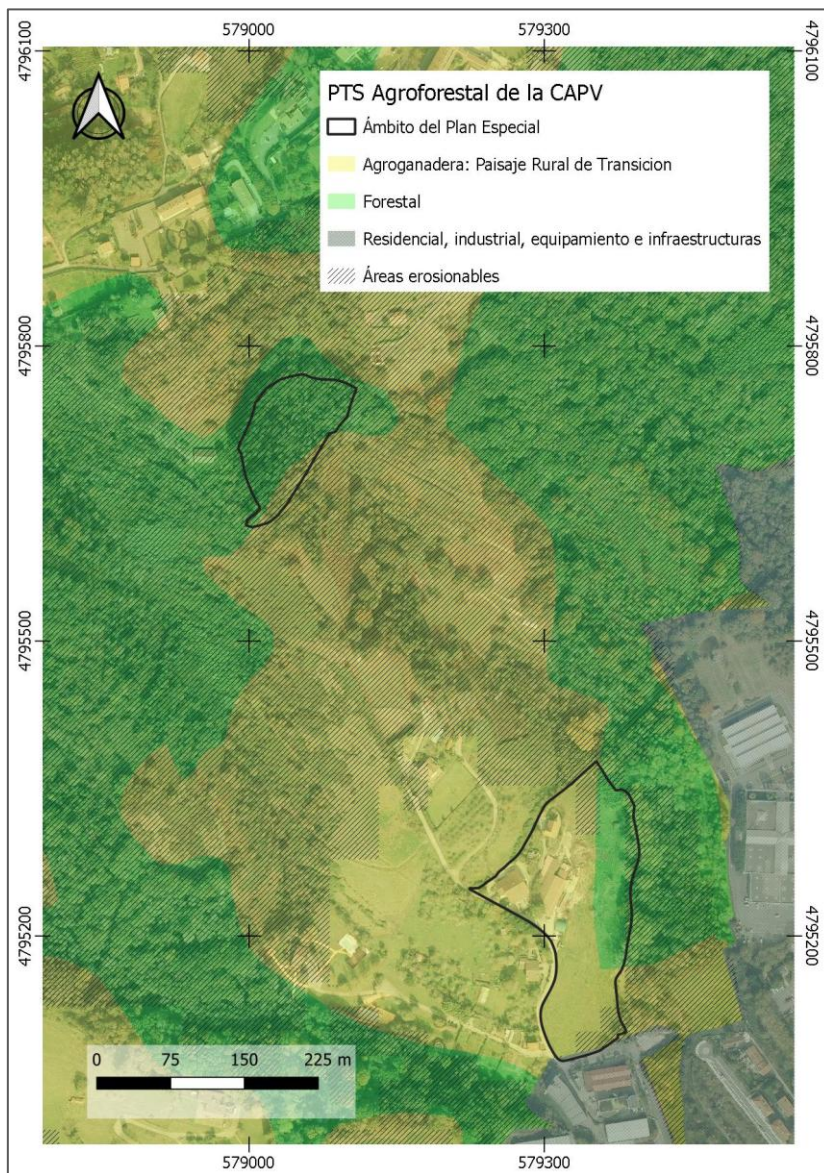 579000 579300
4796100 4796100
PTS Agroforestal de la CAPV
Ámbito del Plan Especial
Agroganadera: Paisaje Rural de Transicion
Forestal
Residencial, industrial, equipamiento e infraestructuras
Áreas erosionables
4795800 4795800
4795500 4795500
4795200 4795200
0 75 150 225 m
579000 579300